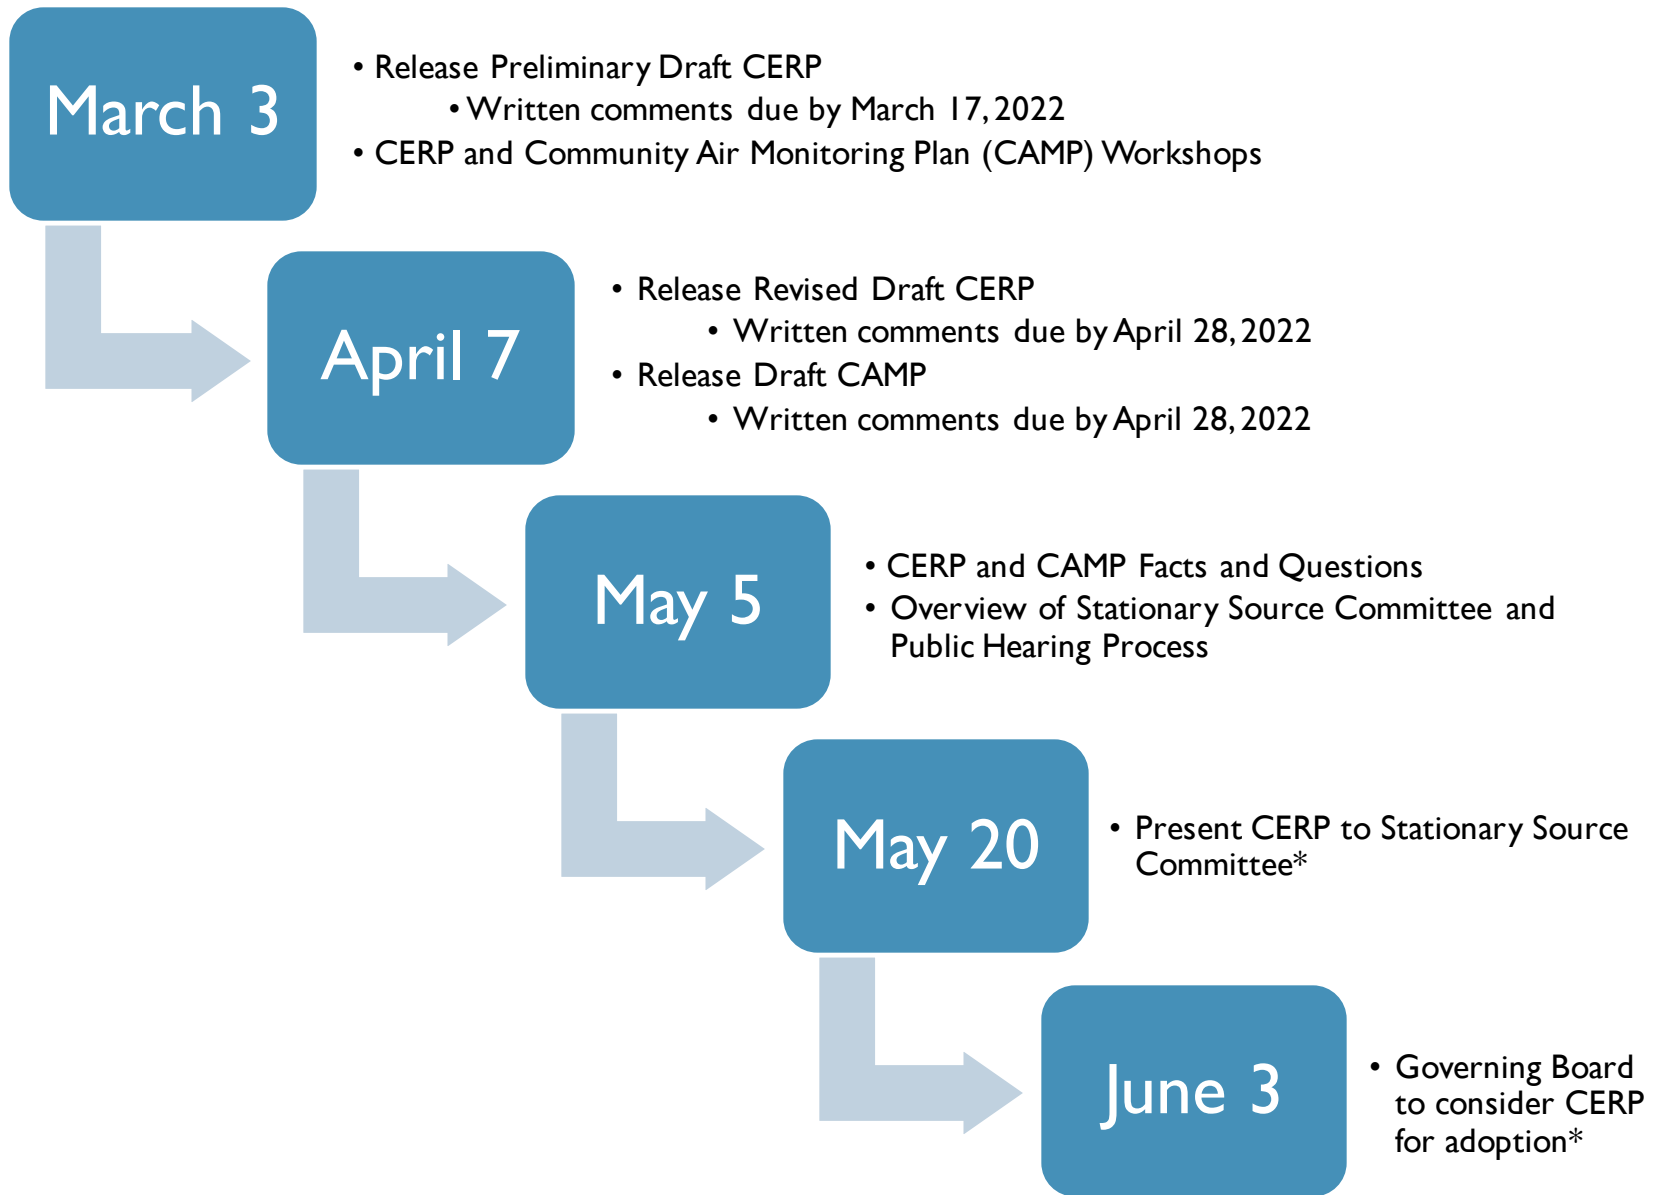 March 3
• Release Preliminary Draft CERP
• Written comments due by March 17, 2022
• CERP and Community Air Monitoring Plan (CAMP) Workshops
April 7
• Release Revised Draft CERP
• Written comments due by April 28, 2022
• Release Draft CAMP
• Written comments due by April 28, 2022
May 5
• CERP and CAMP Facts and Questions
• Overview of Stationary Source Committee and
Public Hearing Process
May 20
• Present CERP to Stationary Source
Committee*
June 3
• Governing Board
to consider CERP
for adoption*